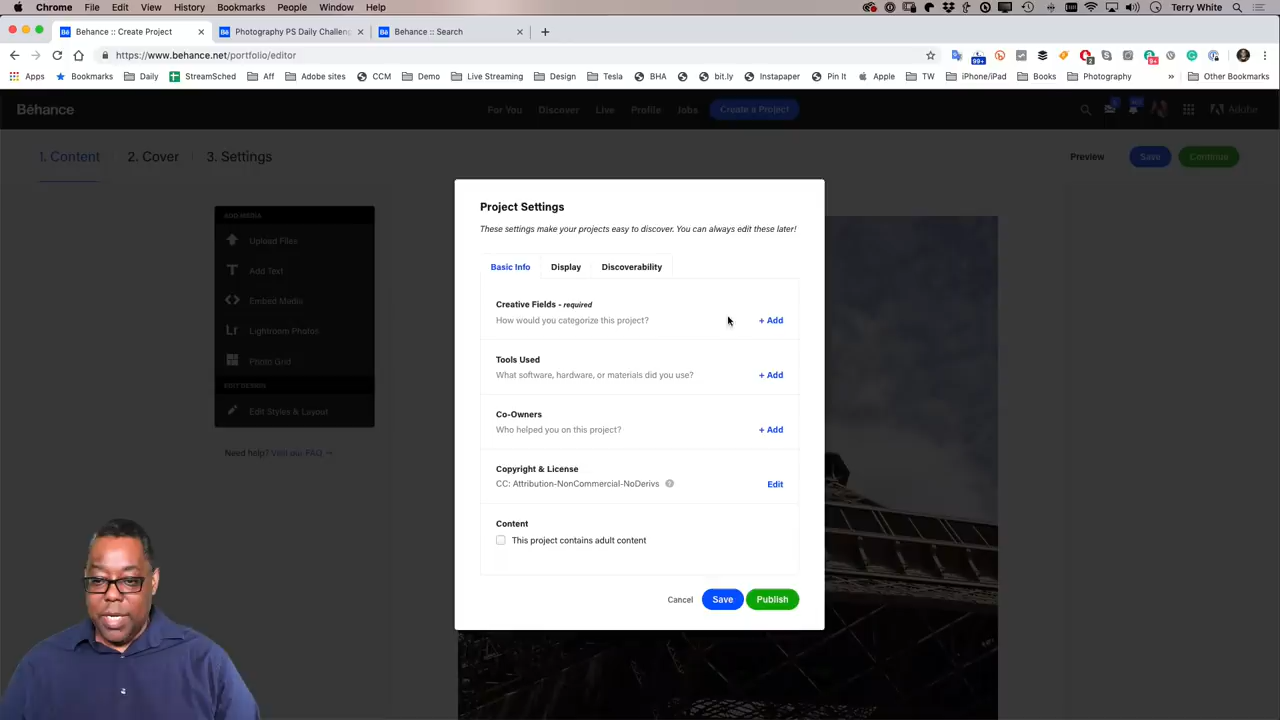 Chrome File Edit View History Bookmarks People Window Help Terry White
Behance :: Create Project Photography PS Daily Challen Behance :: Search
https://www.behance.net/portfolio/editor
Apps Bookmarks Daily StreamSched Aff Adobe sites CCM Demo Live Streaming Design Tesla BHA bit.ly Instapaper Pin It Apple TW iPhone/iPad Books Photography » Other Bookmarks
Bēhance For You Discover Live Profile Jobs Create a Project Adobe
1. Content 2. Cover 3. Settings Preview Save Continue
ADD MEDIA
Upload Files
Add Text
Embed Media
Lr Lightroom Photos
Photo Grid
EDIT DESIGN
Edit Styles & Layout
Need help? Visit our FAQ →
Project Settings
These settings make your projects easy to discover. You can always edit these later!
Basic Info Display Discoverability
Creative Fields - required
How would you categorize this project? + Add
Tools Used
What software, hardware, or materials did you use? + Add
Co-Owners
Who helped you on this project? + Add
Copyright & License
CC: Attribution-NonCommercial-NoDerivs ? Edit
Content
This project contains adult content
Cancel Save Publish